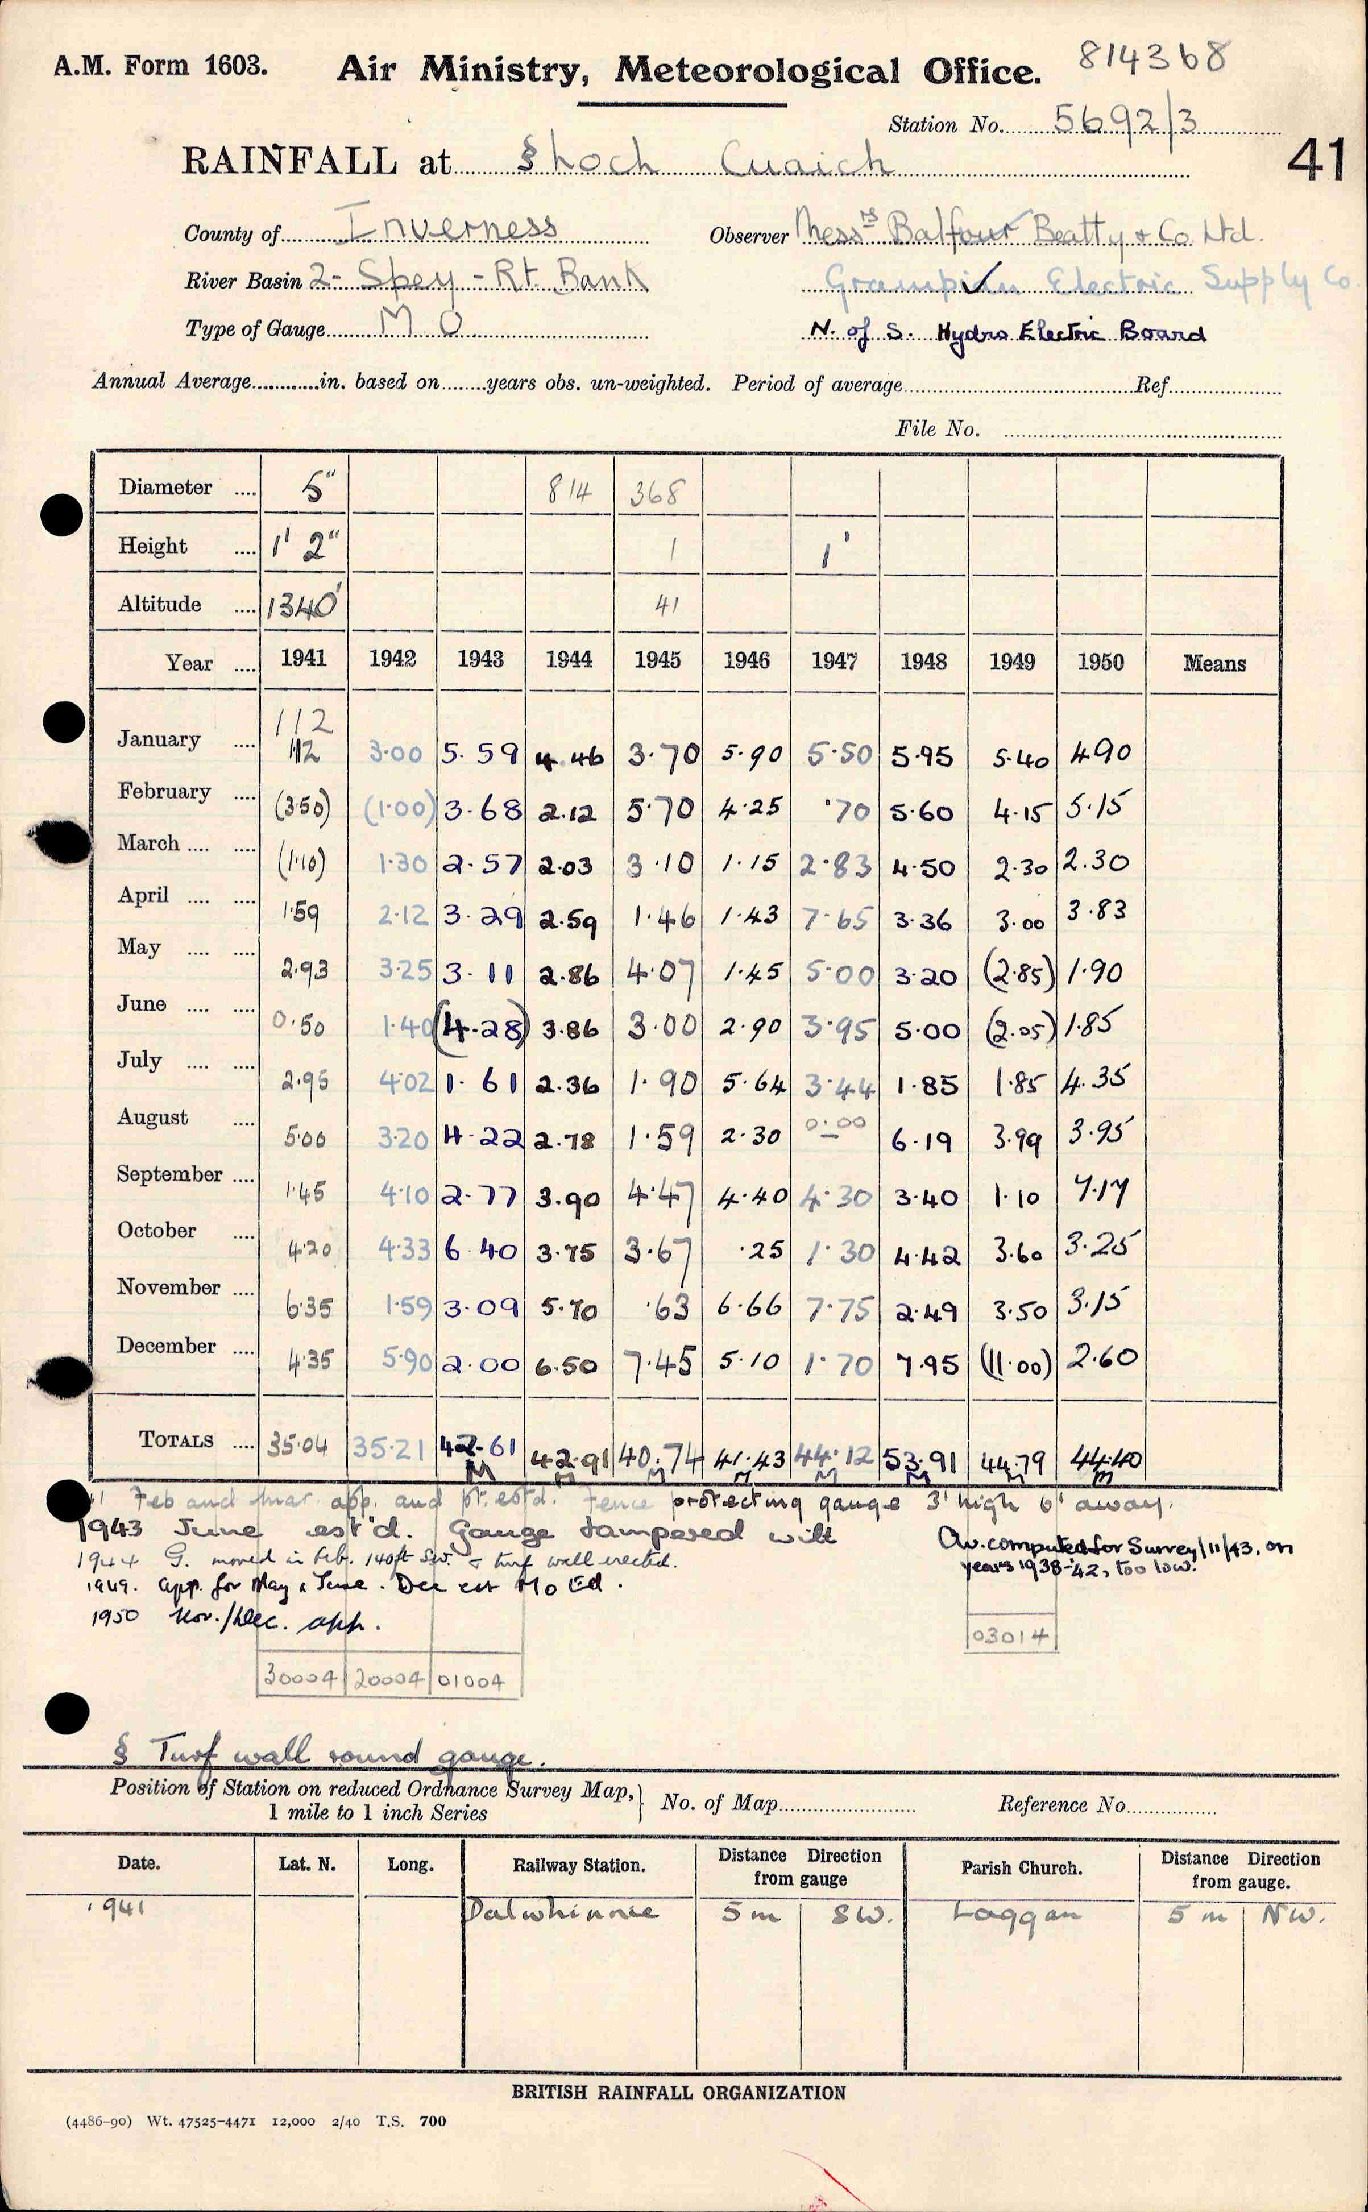 A.M. Form 1603. Air Ministry, Meteorological Office. 814368
Station No. 5692/3
RAINFALL at § Loch Cuaich 41
County of Inverness Observer Messrs Balfour Beatty & Co Ltd.
River Basin 2 - Spey - Rt. Bank Grampian Electric Supply Co.
Type of Gauge M O N. of S. Hydro Electric Board
Annual Average in. based on years obs. un-weighted. Period of average Ref.
File No.
Diameter 5" 814 368
Height 1' 2" 1 1'
Altitude 1340' 41
Year 1941 1942 1943 1944 1945 1946 1947 1948 1949 1950 Means
112
January 1.12 3.00 5.59 4.46 3.70 5.90 5.50 5.95 5.40 4.90
February (3.50) (1.00) 3.68 2.12 5.70 4.25 .70 5.60 4.15 5.15
March (1.10) 1.30 2.57 2.03 3.10 1.15 2.83 4.50 2.30 2.30
April 1.59 2.12 3.29 2.59 1.46 1.43 7.65 3.36 3.00 3.83
May 2.93 3.25 3.11 2.86 4.07 1.45 5.00 3.20 (2.85) 1.90
June 0.50 1.40 (4.28) 3.86 3.00 2.90 3.95 5.00 (2.05) 1.85
July 2.95 4.02 1.61 2.36 1.90 5.64 3.44 1.85 1.85 4.35
August 5.00 3.20 4.22 2.78 1.59 2.30 0.00 6.19 3.99 3.95
September 1.45 4.10 2.77 3.90 4.47 4.40 4.30 3.40 1.10 7.17
October 4.20 4.33 6.40 3.75 3.67 .25 1.30 4.42 3.60 3.25
November 6.35 1.59 3.09 5.70 .63 6.66 7.75 2.49 3.50 3.15
December 4.35 5.90 2.00 6.50 7.45 5.10 1.70 7.95 (11.00) 2.60
TOTALS 35.04 35.21 42.61 42.91 40.74 41.43 44.12 53.91 44.79 44.40
M M M M M M M M
Feb and Mar. app. and pt. estd. Fence protecting gauge 3' high 6' away.
1943 June est'd. Gauge tampered with
1944 G. moved in Feb. 140ft S.W. & turf wall erected.
1949. app. for May & June. Dec est Mo Ed.
1950 Nov./Dec. app.
Av. computed for Survey /11/43, on
years 1938-'42, too low.
03014
30004 20004 01004
§ Turf wall round gauge.
Position of Station on reduced Ordnance Survey Map, 1 mile to 1 inch Series } No. of Map Reference No.
Date. Lat. N. Long. Railway Station. Distance Direction from gauge Parish Church. Distance Direction from gauge.
1941 Dalwhinnie 5 m SW. Laggan 5 m NW.
BRITISH RAINFALL ORGANIZATION
(4486-90) Wt. 47525-4471 12,000 2/40 T.S. 700